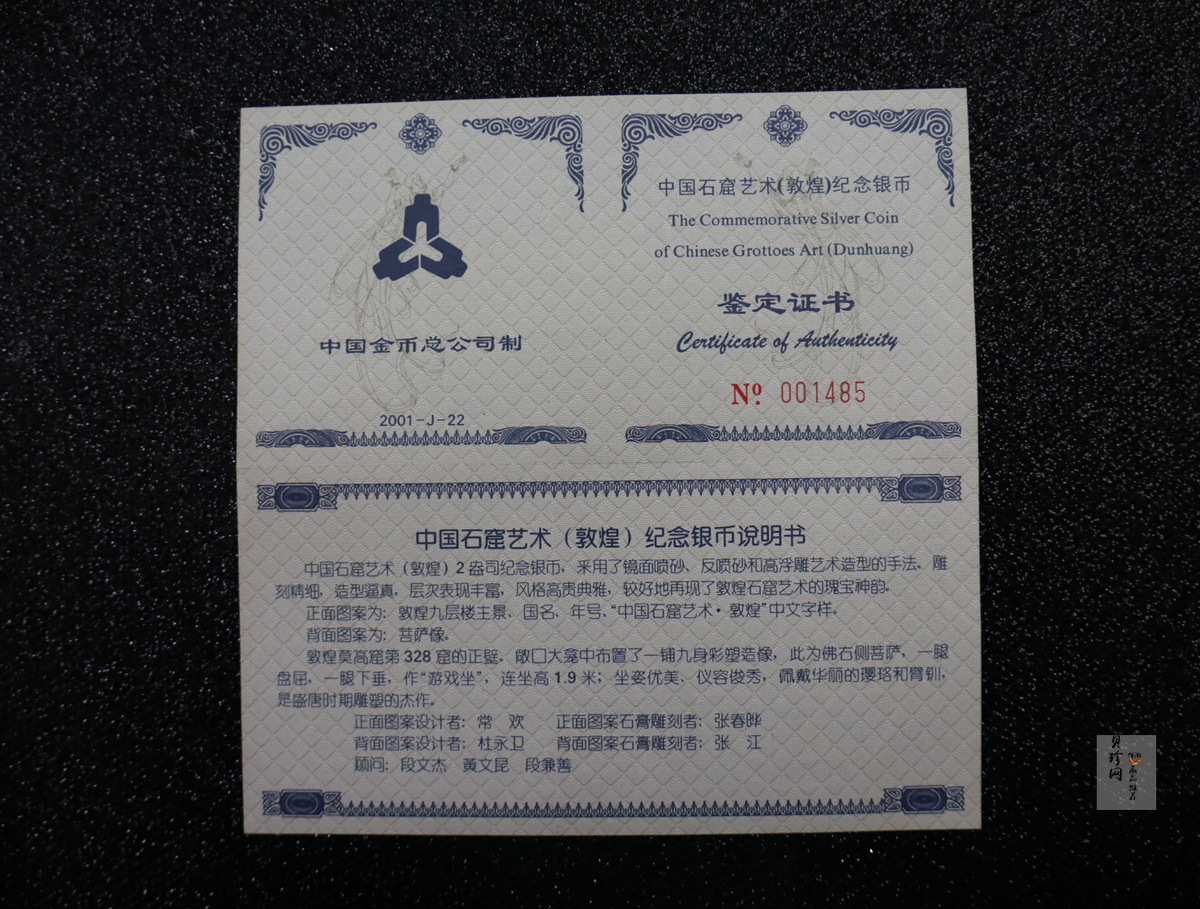 中国金币总公司制
2001-J-22
中国石窟艺术(敦煌)纪念银币
The Commemorative Silver Coin
of Chinese Grottoes Art (Dunhuang)
鉴定证书
Certificate of Authenticity
Nº 001485
中国石窟艺术（敦煌）纪念银币说明书
中国石窟艺术（敦煌）2盎司纪念银币，采用了镜面喷砂、反喷砂和高浮雕艺术造型的手法。雕
刻精细，造型逼真，层次表现丰富，风格高贵典雅，较好地再现了敦煌石窟艺术的瑰宝神韵。
正面图案为：敦煌九层楼主景、国名、年号、“中国石窟艺术·敦煌”中文字样。
背面图案为：菩萨像。
敦煌莫高窟第328窟的正壁。敞口大龛中布置了一铺九身彩塑造像，此为佛右侧菩萨，一腿
盘屈，一腿下垂，作“游戏坐”，连坐高1.9米；坐姿优美、仪容俊秀，佩戴华丽的璎珞和臂钏，
是盛唐时期雕塑的杰作。
正面图案设计者：常 欢 正面图案石膏雕刻者：张春晔
背面图案设计者：杜永卫 背面图案石膏雕刻者：张 江
顾问：段文杰 黄文昆 段兼善
贝珍网